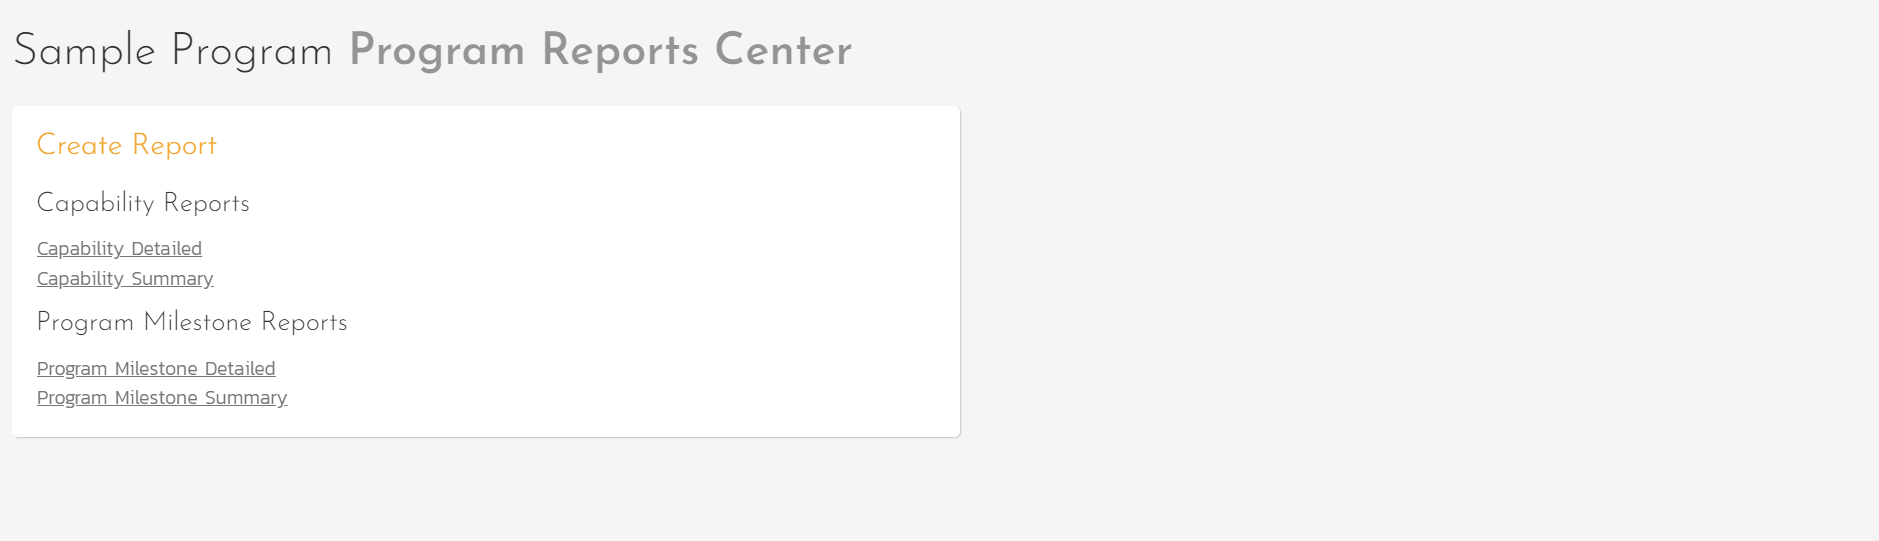 Sample Program Program Reports Center
Create Report
Capability Reports
Capability Detailed
Capability Summary
Program Milestone Reports
Program Milestone Detailed
Program Milestone Summary